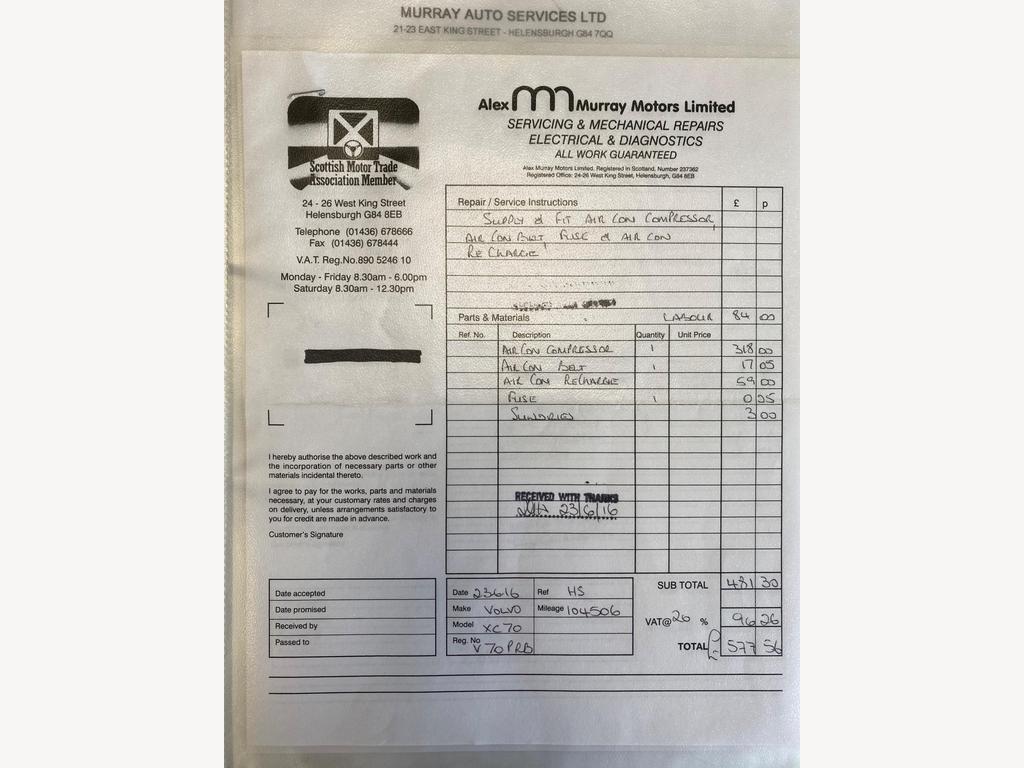 MURRAY AUTO SERVICES LTD
21-23 EAST KING STREET - HELENSBURGH G84 7QQ
Alex Murray Motors Limited
SERVICING & MECHANICAL REPAIRS
ELECTRICAL & DIAGNOSTICS
ALL WORK GUARANTEED
Alex Murray Motors Limited. Registered in Scotland. Number 237362
Registered Office: 24-26 West King Street, Helensburgh, G84 8EB
Scottish Motor Trade
Association Member
24 - 26 West King Street
Helensburgh G84 8EB
Telephone (01436) 678666
Fax (01436) 678444
V.A.T. Reg.No.890 5246 10
Monday - Friday 8.30am - 6.00pm
Saturday 8.30am - 12.30pm
I hereby authorise the above described work and
the incorporation of necessary parts or other
materials incidental thereto.
I agree to pay for the works, parts and materials
necessary, at your customary rates and charges
on delivery, unless arrangements satisfactory to
you for credit are made in advance.
Customer's Signature
Repair / Service Instructions £ p
SUPPLY & FIT AIR CON COMPRESSOR,
AIR CON BELT, FUSE & AIR CON
RECHARGE
Parts & Materials LABOUR 84 00
Ref. No. Description Quantity Unit Price
AIR CON COMPRESSOR 1 318 00
AIR CON BELT 1 17 05
AIR CON RECHARGE 59 00
FUSE 1 0 25
SUNDRIES 3 00
RECEIVED WITH THANKS
23/6/16
Date accepted
Date promised
Received by
Passed to
Date 23616 Ref HS
Make VOLVO Mileage 104506
Model XC70
Reg. No V70PRB
SUB TOTAL 481 30
VAT@ 20 % 96 26
TOTAL £ 577 56